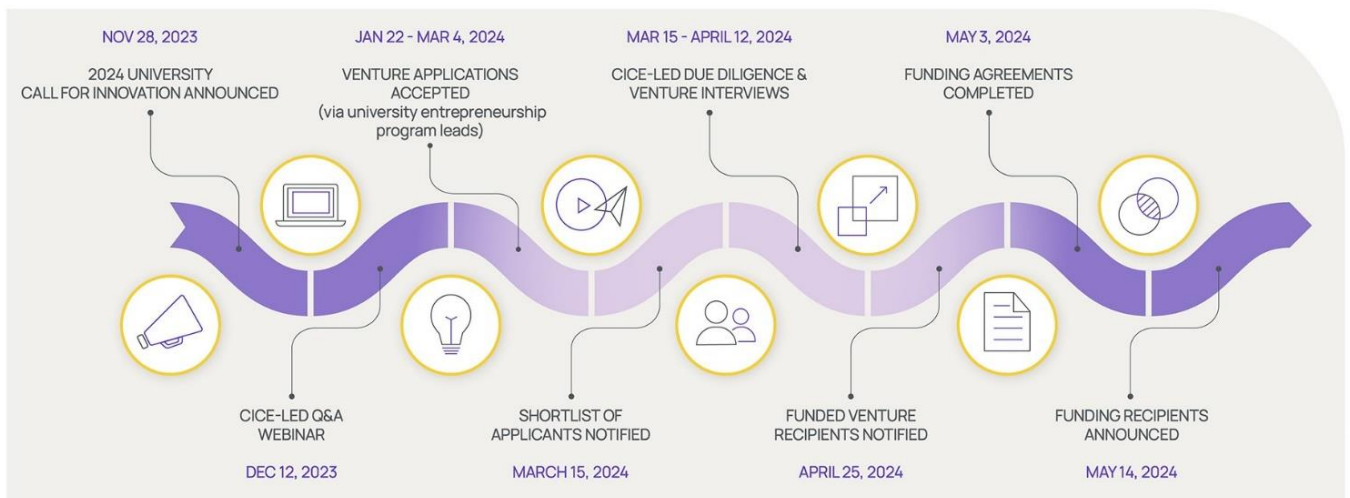 NOV 28, 2023
2024 UNIVERSITY
CALL FOR INNOVATION ANNOUNCED
JAN 22 - MAR 4, 2024
VENTURE APPLICATIONS
ACCEPTED
(via university entrepreneurship
program leads)
MAR 15 - APRIL 12, 2024
CICE-LED DUE DILIGENCE &
VENTURE INTERVIEWS
MAY 3, 2024
FUNDING AGREEMENTS
COMPLETED
CICE-LED Q&A
WEBINAR
DEC 12, 2023
SHORTLIST OF
APPLICANTS NOTIFIED
MARCH 15, 2024
FUNDED VENTURE
RECIPIENTS NOTIFIED
APRIL 25, 2024
FUNDING RECIPIENTS
ANNOUNCED
MAY 14, 2024